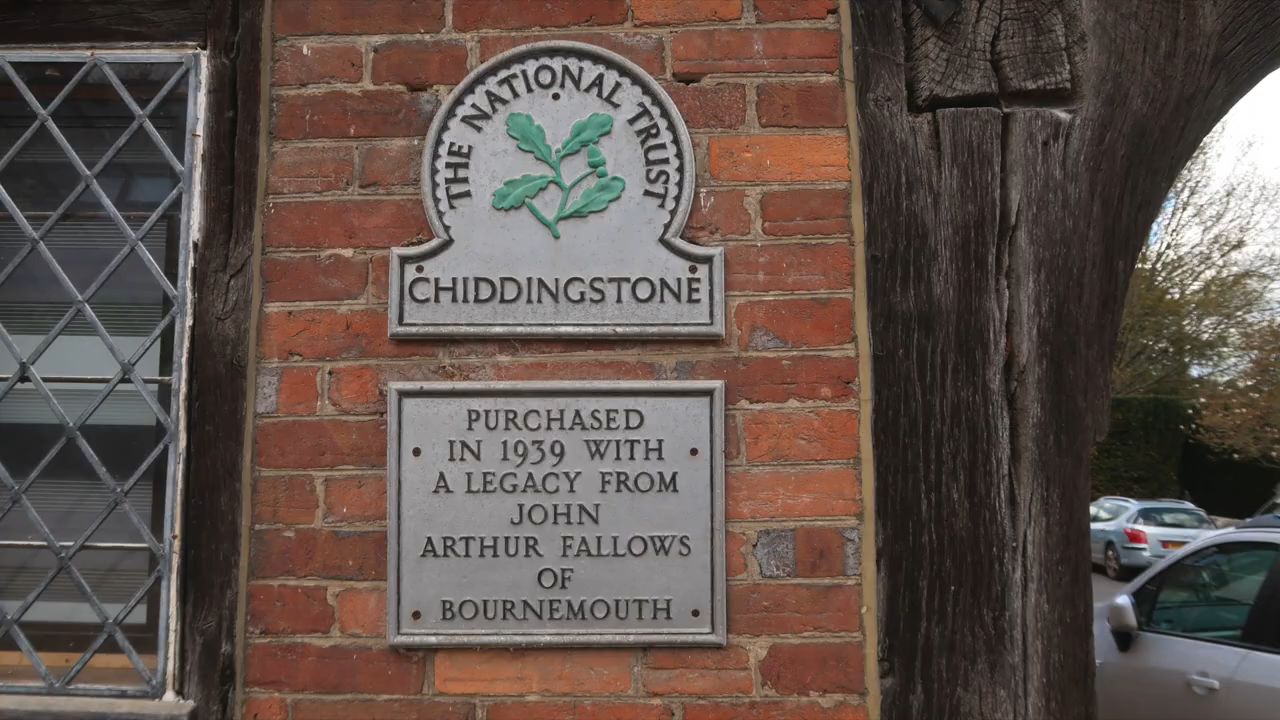 THE NATIONAL TRUST
CHIDDINGSTONE
PURCHASED
IN 1939 WITH
A LEGACY FROM
JOHN
ARTHUR FALLOWS
OF
BOURNEMOUTH